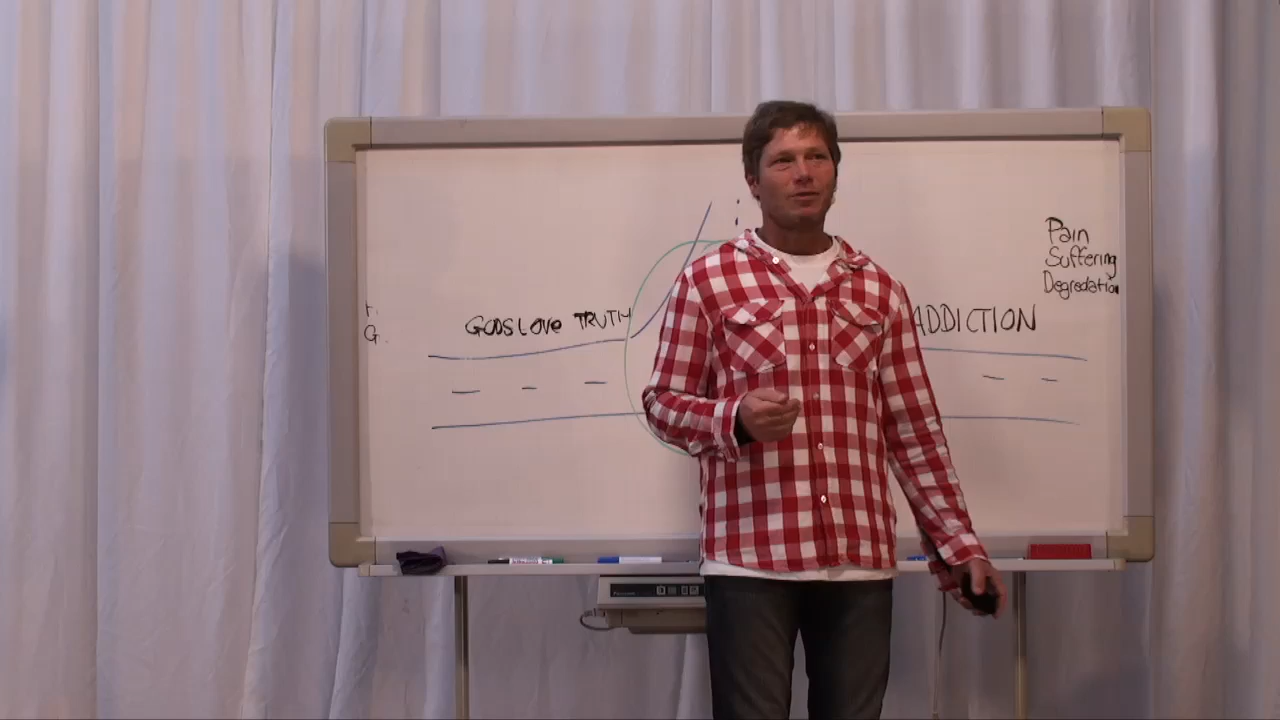 Pain
Suffering
Degredation
GODS LOVE TRUTH
ADDICTION
G.